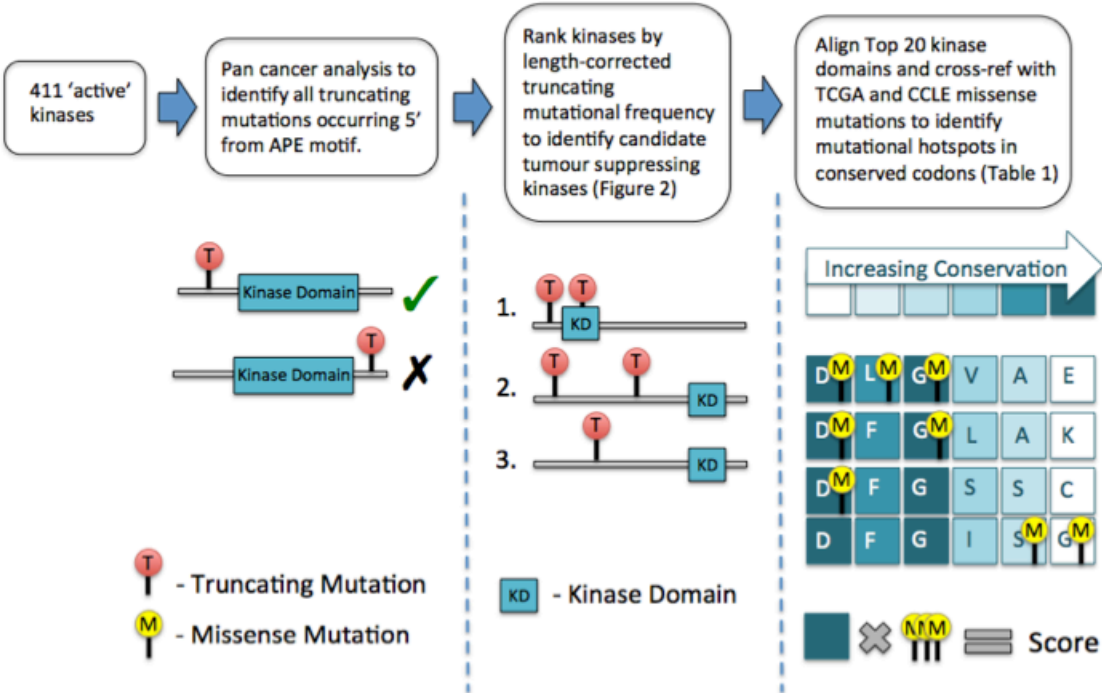 411 'active'
kinases
Pan cancer analysis to
identify all truncating
mutations occurring 5'
from APE motif.
Rank kinases by
length-corrected
truncating
mutational frequency
to identify candidate
tumour suppressing
kinases (Figure 2)
Align Top 20 kinase
domains and cross-ref with
TCGA and CCLE missense
mutations to identify
mutational hotspots in
conserved codons (Table 1)
T
Kinase Domain
T
Kinase Domain
T - Truncating Mutation
M - Missense Mutation
T T
1. KD
T T
2. KD
T
3. KD
KD - Kinase Domain
Increasing Conservation
D M L M G M V A E
D M F G M L A K
D M F G S S C
D F G I S M G M
M M M Score